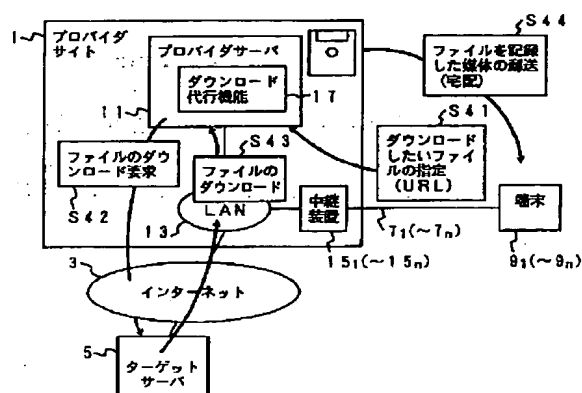 1
プロバイダ
サイト
プロバイダサーバ
ダウンロード
代行機能
17
11
S44
ファイルを記録
した媒体の郵送
(宅配)
S41
ダウンロード
したいファイル
の指定
(URL)
S43
ファイルのダウ
ンロード要求
S42
ファイルの
ダウンロード
LAN
13
中継
装置
端末
7₁(～7ₙ)
15₁(～15ₙ)
9₁(～9ₙ)
3
インターネット
5
ターゲット
サーバ